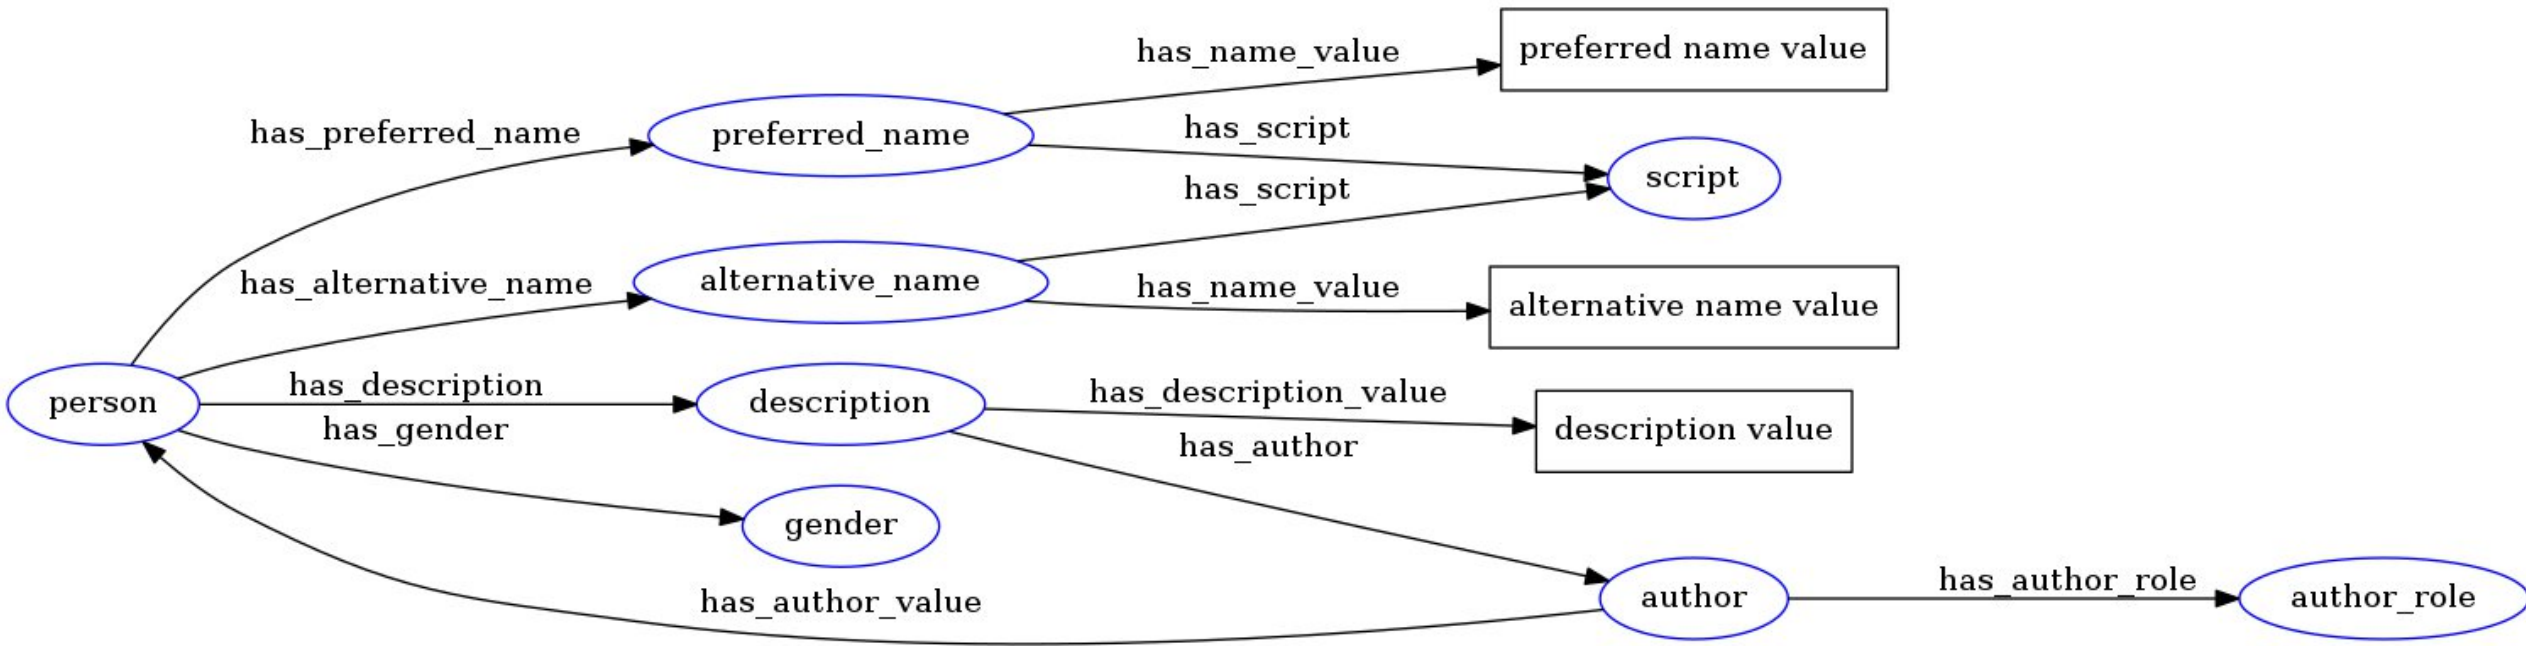 has_name_value
preferred name value
has_preferred_name
preferred_name
has_script
script
has_script
has_alternative_name
alternative_name
has_name_value
alternative name value
person
has_description
description
has_description_value
description value
has_gender
has_author
gender
has_author_value
author
has_author_role
author_role